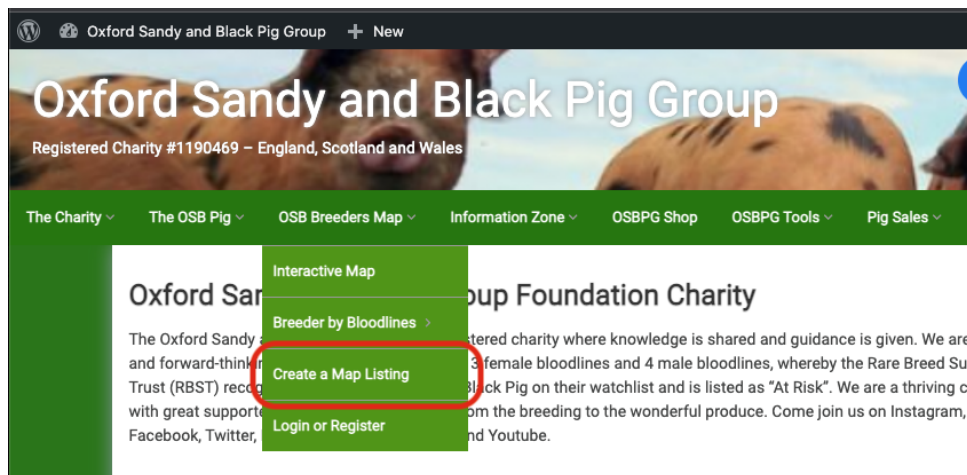 Oxford Sandy and Black Pig Group + New
Oxford Sandy and Black Pig Group
Registered Charity #1190469 – England, Scotland and Wales
The Charity The OSB Pig OSB Breeders Map Information Zone OSBPG Shop OSBPG Tools Pig Sales
Interactive Map
Breeder by Bloodlines
Create a Map Listing
Login or Register
Oxford San oup Foundation Charity
The Oxford Sandy stered charity where knowledge is shared and guidance is given. We are
and forward-thinki 3 female bloodlines and 4 male bloodlines, whereby the Rare Breed Su
Trust (RBST) recog Black Pig on their watchlist and is listed as "At Risk". We are a thriving c
with great supporte om the breeding to the wonderful produce. Come join us on Instagram,
Facebook, Twitter, nd Youtube.